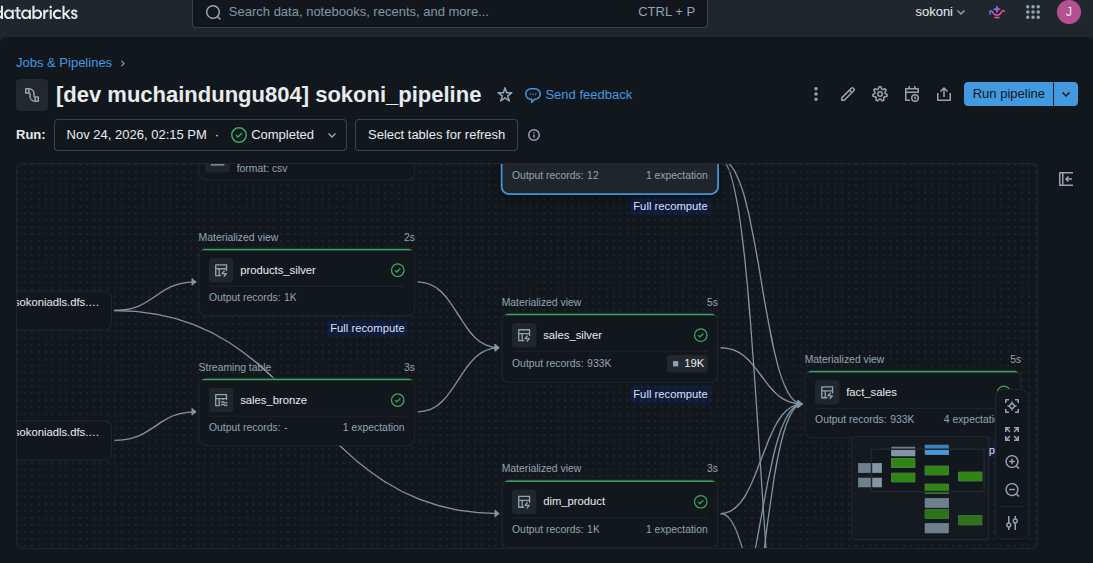 databricks
Search data, notebooks, recents, and more...
CTRL + P
sokoni
J
Jobs & Pipelines
[dev muchaindungu804] sokoni_pipeline
Send feedback
Run pipeline
Run:
Nov 24, 2026, 02:15 PM · Completed
Select tables for refresh
format: csv
Output records: 12
1 expectation
Full recompute
Materialized view
2s
products_silver
Output records: 1K
Full recompute
sokoniadls.dfs....
Materialized view
5s
sales_silver
Output records: 933K
19K
Full recompute
Streaming table
3s
sales_bronze
Output records: -
1 expectation
sokoniadls.dfs....
Materialized view
5s
fact_sales
Output records: 933K
4 expectati
p
Materialized view
3s
dim_product
Output records: 1K
1 expectation